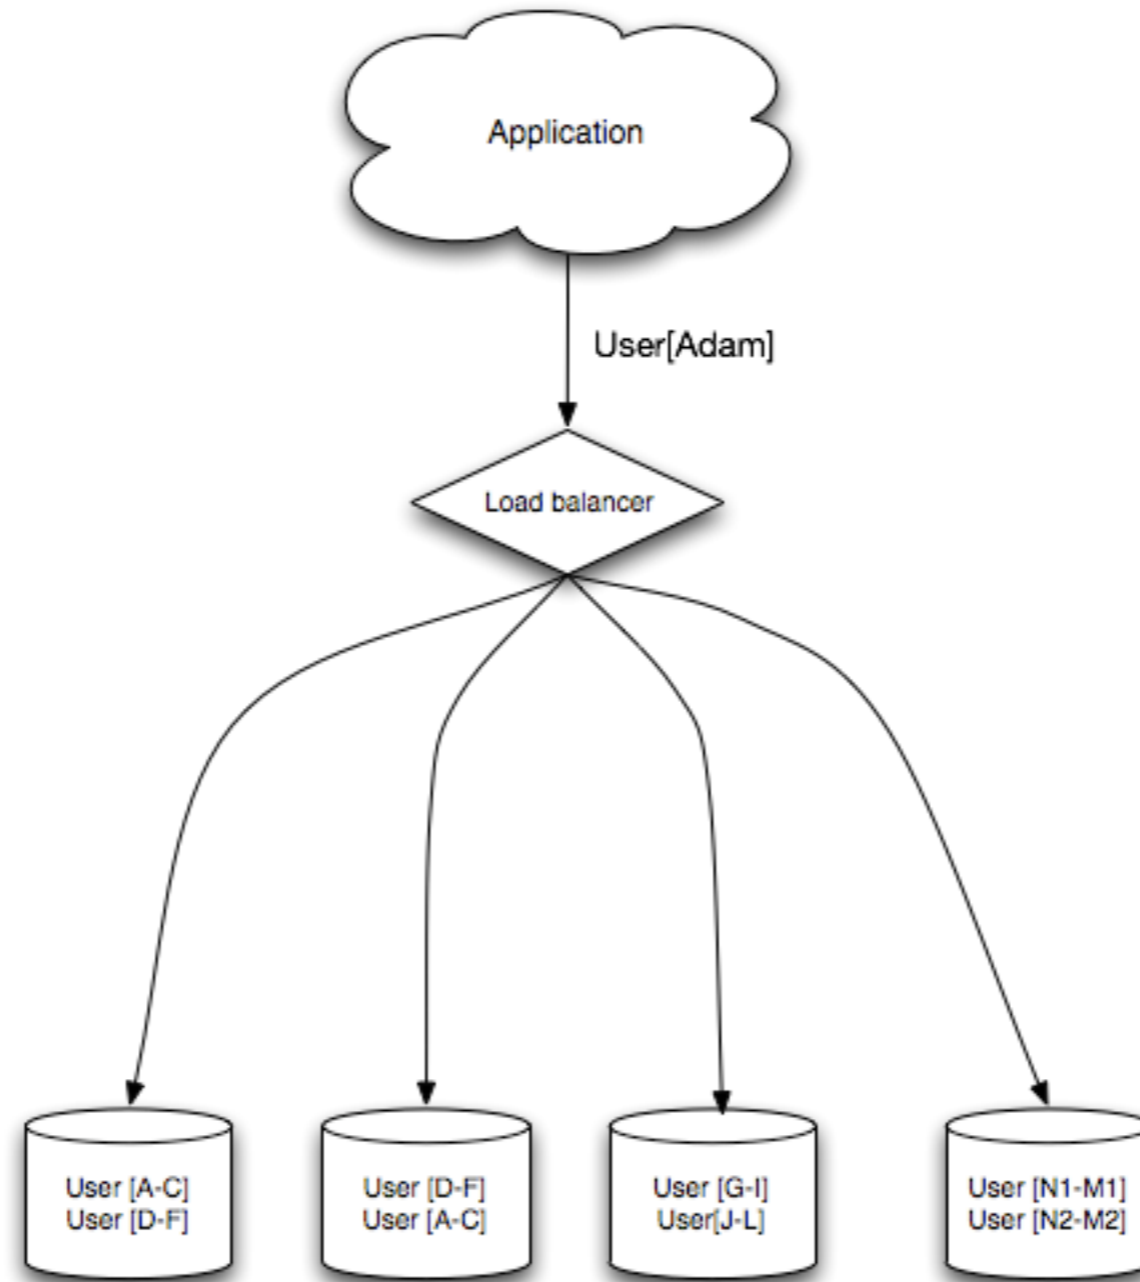 Application
User[Adam]
Load balancer
User [A-C]
User [D-F]
User [D-F]
User [A-C]
User [G-I]
User[J-L]
User [N1-M1]
User [N2-M2]